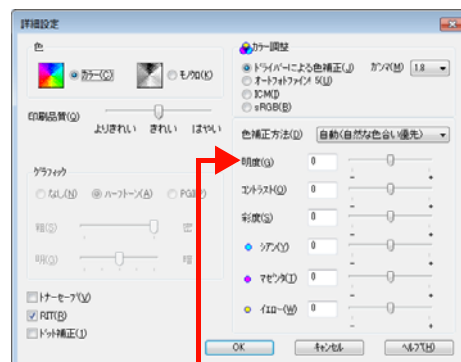 詳細設定
色
カラー(C)
モノクロ(K)
印刷品質(Q)
よりきれい きれい はやい
グラフィック
なし(N) ハーフトーン(A) PGI(Z)
粗(S) 密
明(O) 暗
トナーセーブ(V)
RIT(R)
ドット補正(1)
カラー調整
ドライバーによる色補正(J) ガンマ(M) 1.8
オートフォトファイン! 5(U)
ICM(I)
sRGB(B)
色補正方法(D) 自動(自然な色合い優先)
明度(G) 0
- +
コントラスト(O) 0
- +
彩度(S) 0
- +
シアン(Y) 0
- +
マゼンタ(T) 0
- +
イエロー(W) 0
- +
OK キャンセル ヘルプ(H)